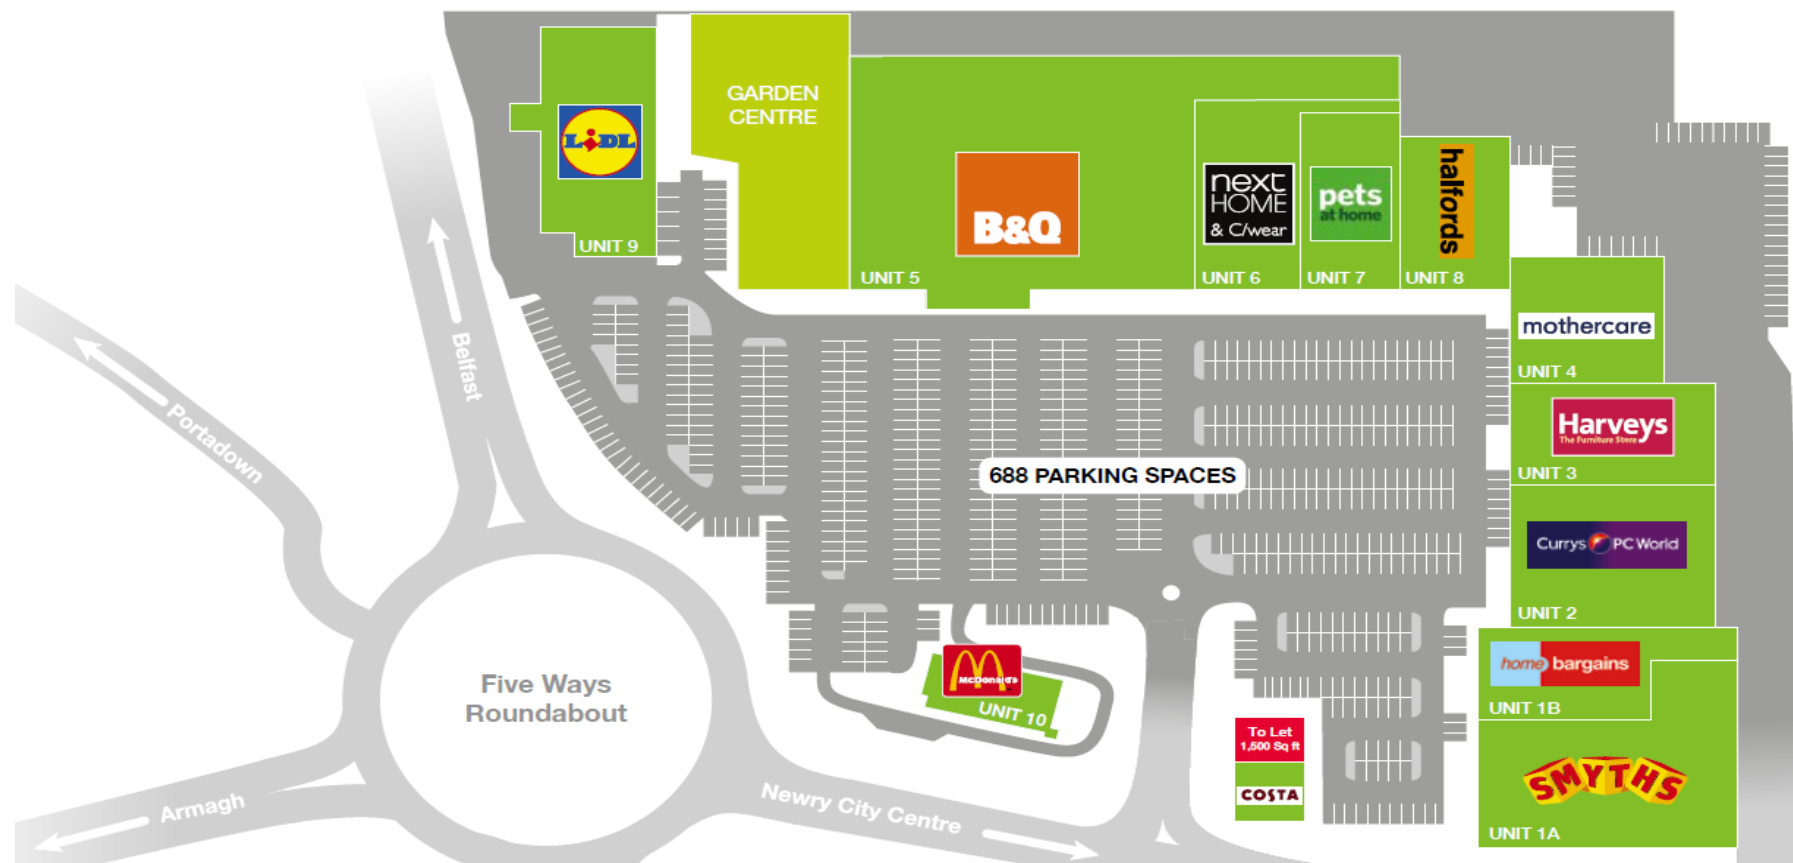 GARDEN
CENTRE
LIDL
UNIT 9
B&Q
UNIT 5
next
HOME
& C/wear
UNIT 6
pets
at home
UNIT 7
halfords
UNIT 8
mothercare
UNIT 4
Harveys
The Furniture Store
UNIT 3
Currys PC World
UNIT 2
home bargains
UNIT 1B
SMYTHS
UNIT 1A
688 PARKING SPACES
McDonald's
UNIT 10
To Let
1,500 Sq ft
COSTA
Belfast
Portadown
Five Ways
Roundabout
Armagh
Newry City Centre